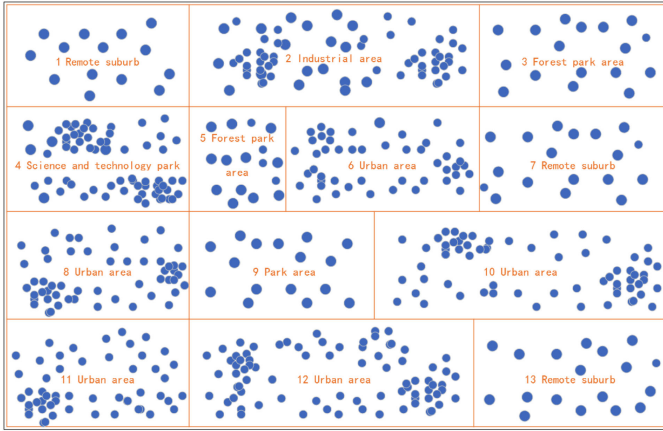 1 Remote suburb
2 Industrial area
3 Forest park area
4 Science and technology park
5 Forest park
area
6 Urban area
7 Remote suburb
8 Urban area
9 Park area
10 Urban area
11 Urban area
12 Urban area
13 Remote suburb